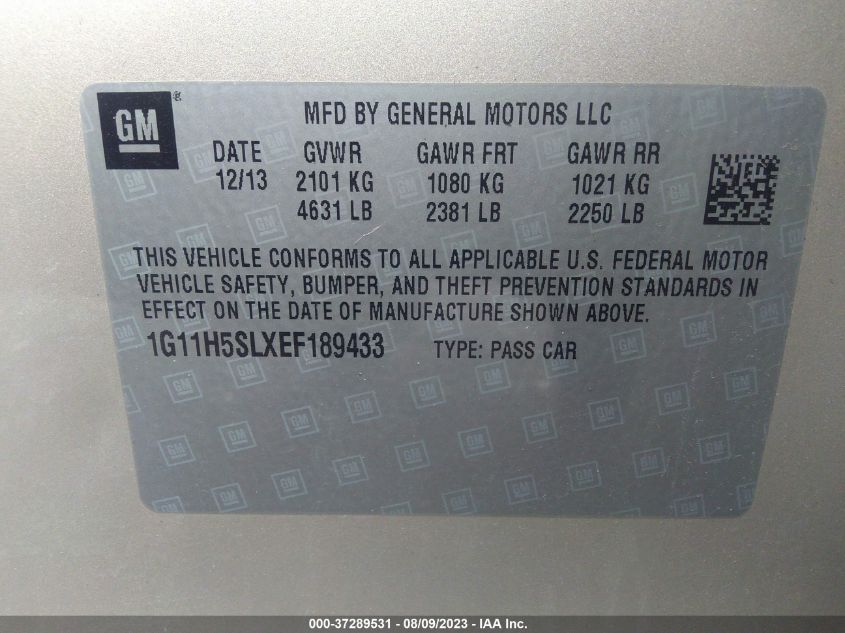 GM ®
MFD BY GENERAL MOTORS LLC
DATE GVWR GAWR FRT GAWR RR
12/13 2101 KG 1080 KG 1021 KG
4631 LB 2381 LB 2250 LB
THIS VEHICLE CONFORMS TO ALL APPLICABLE U.S. FEDERAL MOTOR
VEHICLE SAFETY, BUMPER, AND THEFT PREVENTION STANDARDS IN
EFFECT ON THE DATE OF MANUFACTURE SHOWN ABOVE.
1G11H5SLXEF189433 TYPE: PASS CAR
000-37289531 - 08/09/2023 - IAA Inc.